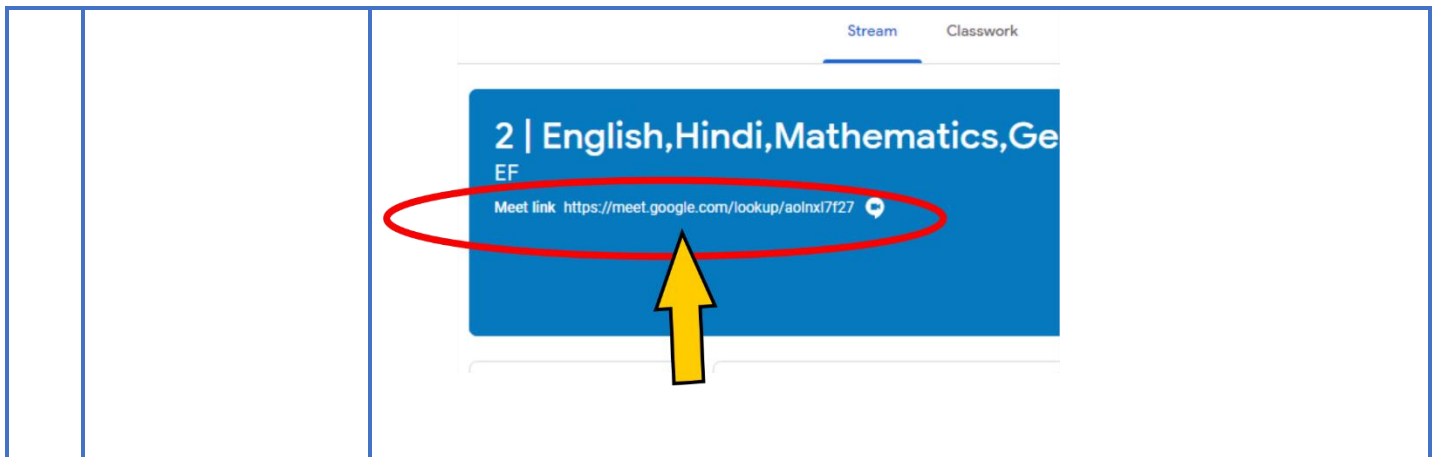 Stream Classwork
2 | English,Hindi,Mathematics,Ge
EF
Meet link https://meet.google.com/lookup/aolnxl7f27